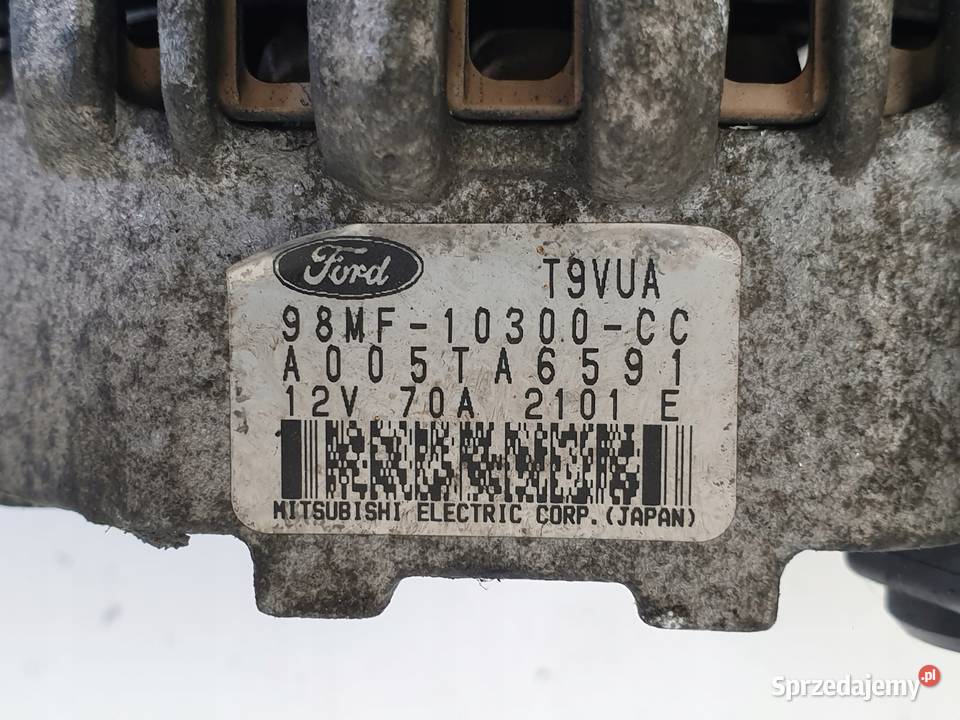 Ford T9VUA
98MF-10300-CC
A005TA6591
12V 70A 2101 E
MITSUBISHI ELECTRIC CORP.(JAPAN)
Sprzedajemy.pl